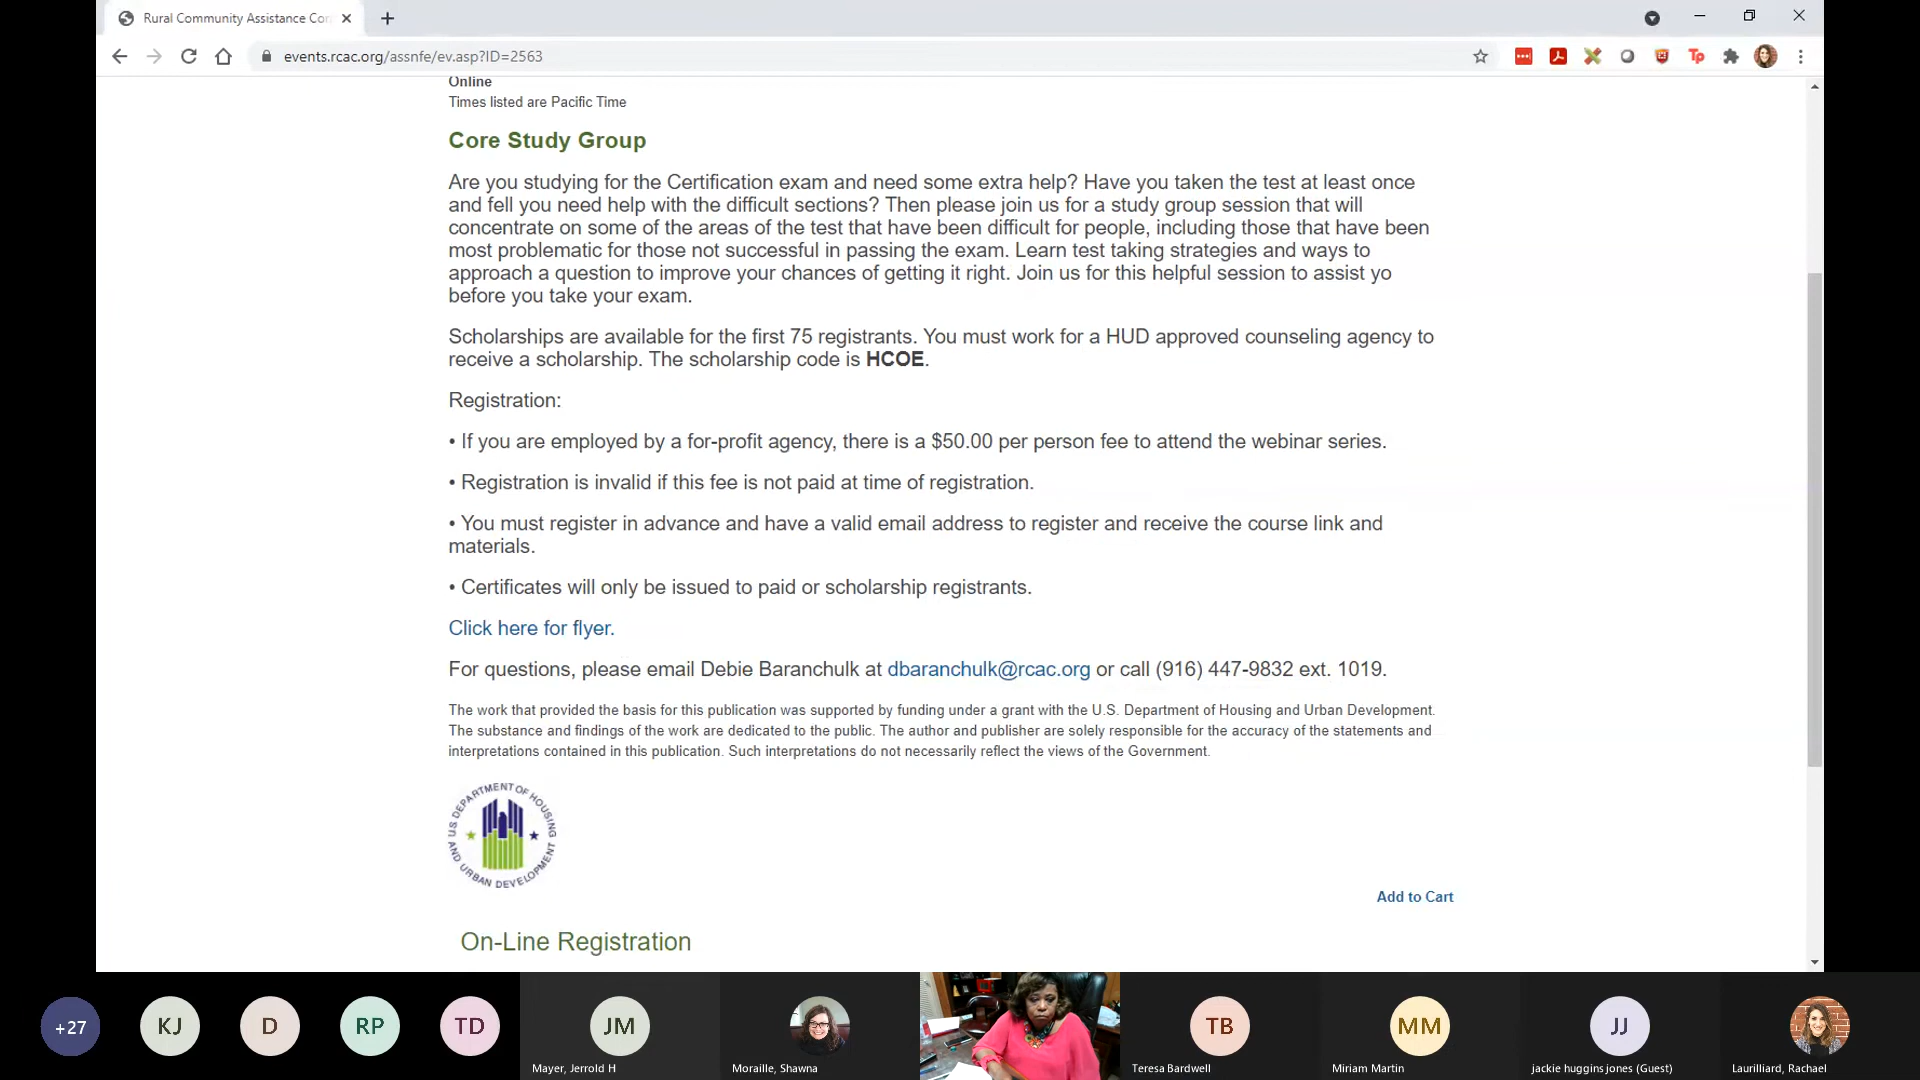 Rural Community Assistance Cor
events.rcac.org/assnfe/ev.asp?ID=2563
Online
Times listed are Pacific Time
Core Study Group
Are you studying for the Certification exam and need some extra help? Have you taken the test at least once
and fell you need help with the difficult sections? Then please join us for a study group session that will
concentrate on some of the areas of the test that have been difficult for people, including those that have been
most problematic for those not successful in passing the exam. Learn test taking strategies and ways to
approach a question to improve your chances of getting it right. Join us for this helpful session to assist yo
before you take your exam.
Scholarships are available for the first 75 registrants. You must work for a HUD approved counseling agency to
receive a scholarship. The scholarship code is HCOE.
Registration:
• If you are employed by a for-profit agency, there is a $50.00 per person fee to attend the webinar series.
• Registration is invalid if this fee is not paid at time of registration.
• You must register in advance and have a valid email address to register and receive the course link and
materials.
• Certificates will only be issued to paid or scholarship registrants.
Click here for flyer.
For questions, please email Debie Baranchulk at dbaranchulk@rcac.org or call (916) 447-9832 ext. 1019.
The work that provided the basis for this publication was supported by funding under a grant with the U.S. Department of Housing and Urban Development.
The substance and findings of the work are dedicated to the public. The author and publisher are solely responsible for the accuracy of the statements and
interpretations contained in this publication. Such interpretations do not necessarily reflect the views of the Government.
US DEPARTMENT OF HOUSING
AND URBAN DEVELOPMENT
Add to Cart
On-Line Registration
+27
KJ
D
RP
TD
JM
TB
MM
JJ
Mayer, Jerrold H
Moraille, Shawna
Teresa Bardwell
Miriam Martin
jackie huggins jones (Guest)
Laurilliard, Rachael